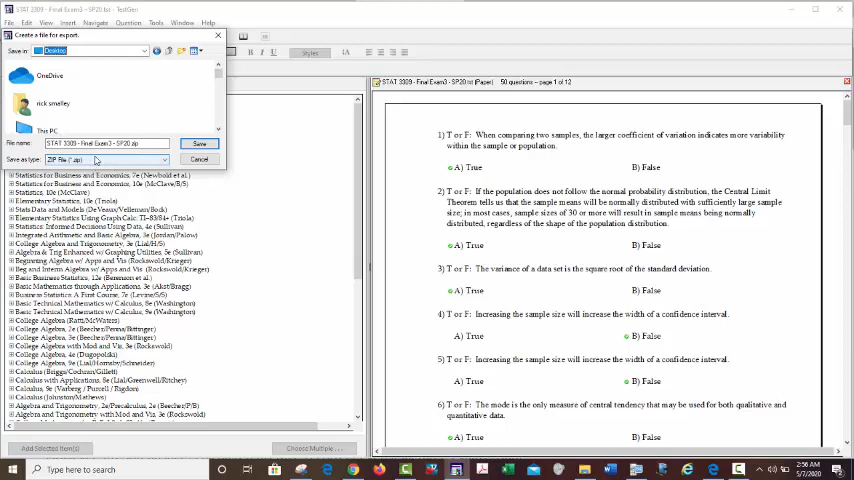 STAT 3309 - Final Exam3 - SP20.txt - TestGen
File Edit View Insert Navigate Question Tools Window Help
Create a file for export.
Save in: Desktop
OneDrive
rick smalley
This PC
File name: STAT 3309 - Final Exam3 - SP20.zip Save
Save as type: ZIP File (*.zip) Cancel
B I U Styles
Statistics for Business and Economics, 7e (Newbold et al.)
Statistics for Business and Economics (McClave/B/S)
Statistics, 10e (McClave)
Elementary Statistics, 10e (Triola)
Stats Data and Models (DeVeaux/Velleman/Bock)
Elementary Statistics Using Graph Calc: TI-83/84+ (Triola)
Statistics: Informed Decisions Using Data, 4e (Sullivan)
Integrated Arithmetic and Basic Algebra, 3e (Jordan/Palow)
College Algebra and Trigonometry, 3e (Lial/H/S)
Algebra & Trig Enhanced w/ Graphing Utilities, 5e (Sullivan)
Beginning Algebra w/ Apps and Vis (Rockswold/Krieger)
Beg and Interm Algebra w/ Apps and Vis (Rockswold/Krieger)
Basic Business Statistics, 12e (Berenson et al.)
Basic Mathematics through Applications, 3e (Akst/Bragg)
Business Statistics: A First Course, 7e (Levine/S/S)
Basic Technical Mathematics w/ Calculus, 9e (Washington)
Basic Technical Mathematics w/ Calculus, 9e (Washington)
College Algebra (Ratti/McWaters)
College Algebra, 2e (Beecher/Penna/Bittinger)
College Algebra, 3e (Beecher/Penna/Bittinger)
College Algebra with Mod and Vis, 3e (Rockswold)
College Algebra, 4e (Dugopolski)
College Algebra, 9e (Lial/Hornsby/Schneider)
Calculus (Briggs/Cochran/Gillett)
Calculus with Applications, 9e (Lial/Greenwell/Ritchey)
Calculus, 9e (Varberg / Purcell / Rigdon)
Calculus (Johnston/Mathews)
Algebra and Trigonometry, 2e/Precalculus, 2e (Beecher/P/B)
Algebra and Trigonometry with Mod and Vis, 3e (Rockswold)
Add Selected Item(s) Choose Multiple ...
STAT 3309 - Final Exam3 - SP20.txt (Paper) 50 questions -- page 1 of 12
1) T or F: When comparing two samples, the larger coefficient of variation indicates more variability
within the sample or population.
A) True B) False
2) T or F: If the population does not follow the normal probability distribution, the Central Limit
Theorem tells us that the sample means will be normally distributed with sufficiently large sample
size; in most cases, sample sizes of 30 or more will result in sample means being normally
distributed, regardless of the shape of the population distribution.
A) True B) False
3) T or F: The variance of a data set is the square root of the standard deviation.
A) True B) False
4) T or F: Increasing the sample size will increase the width of a confidence interval.
A) True B) False
5) T or F: Increasing the sample size will increase the width of a confidence interval.
A) True B) False
6) T or F: The mode is the only measure of central tendency that may be used for both qualitative and
quantitative data.
A) True B) False
Type here to search
2:56 AM
5/7/2020